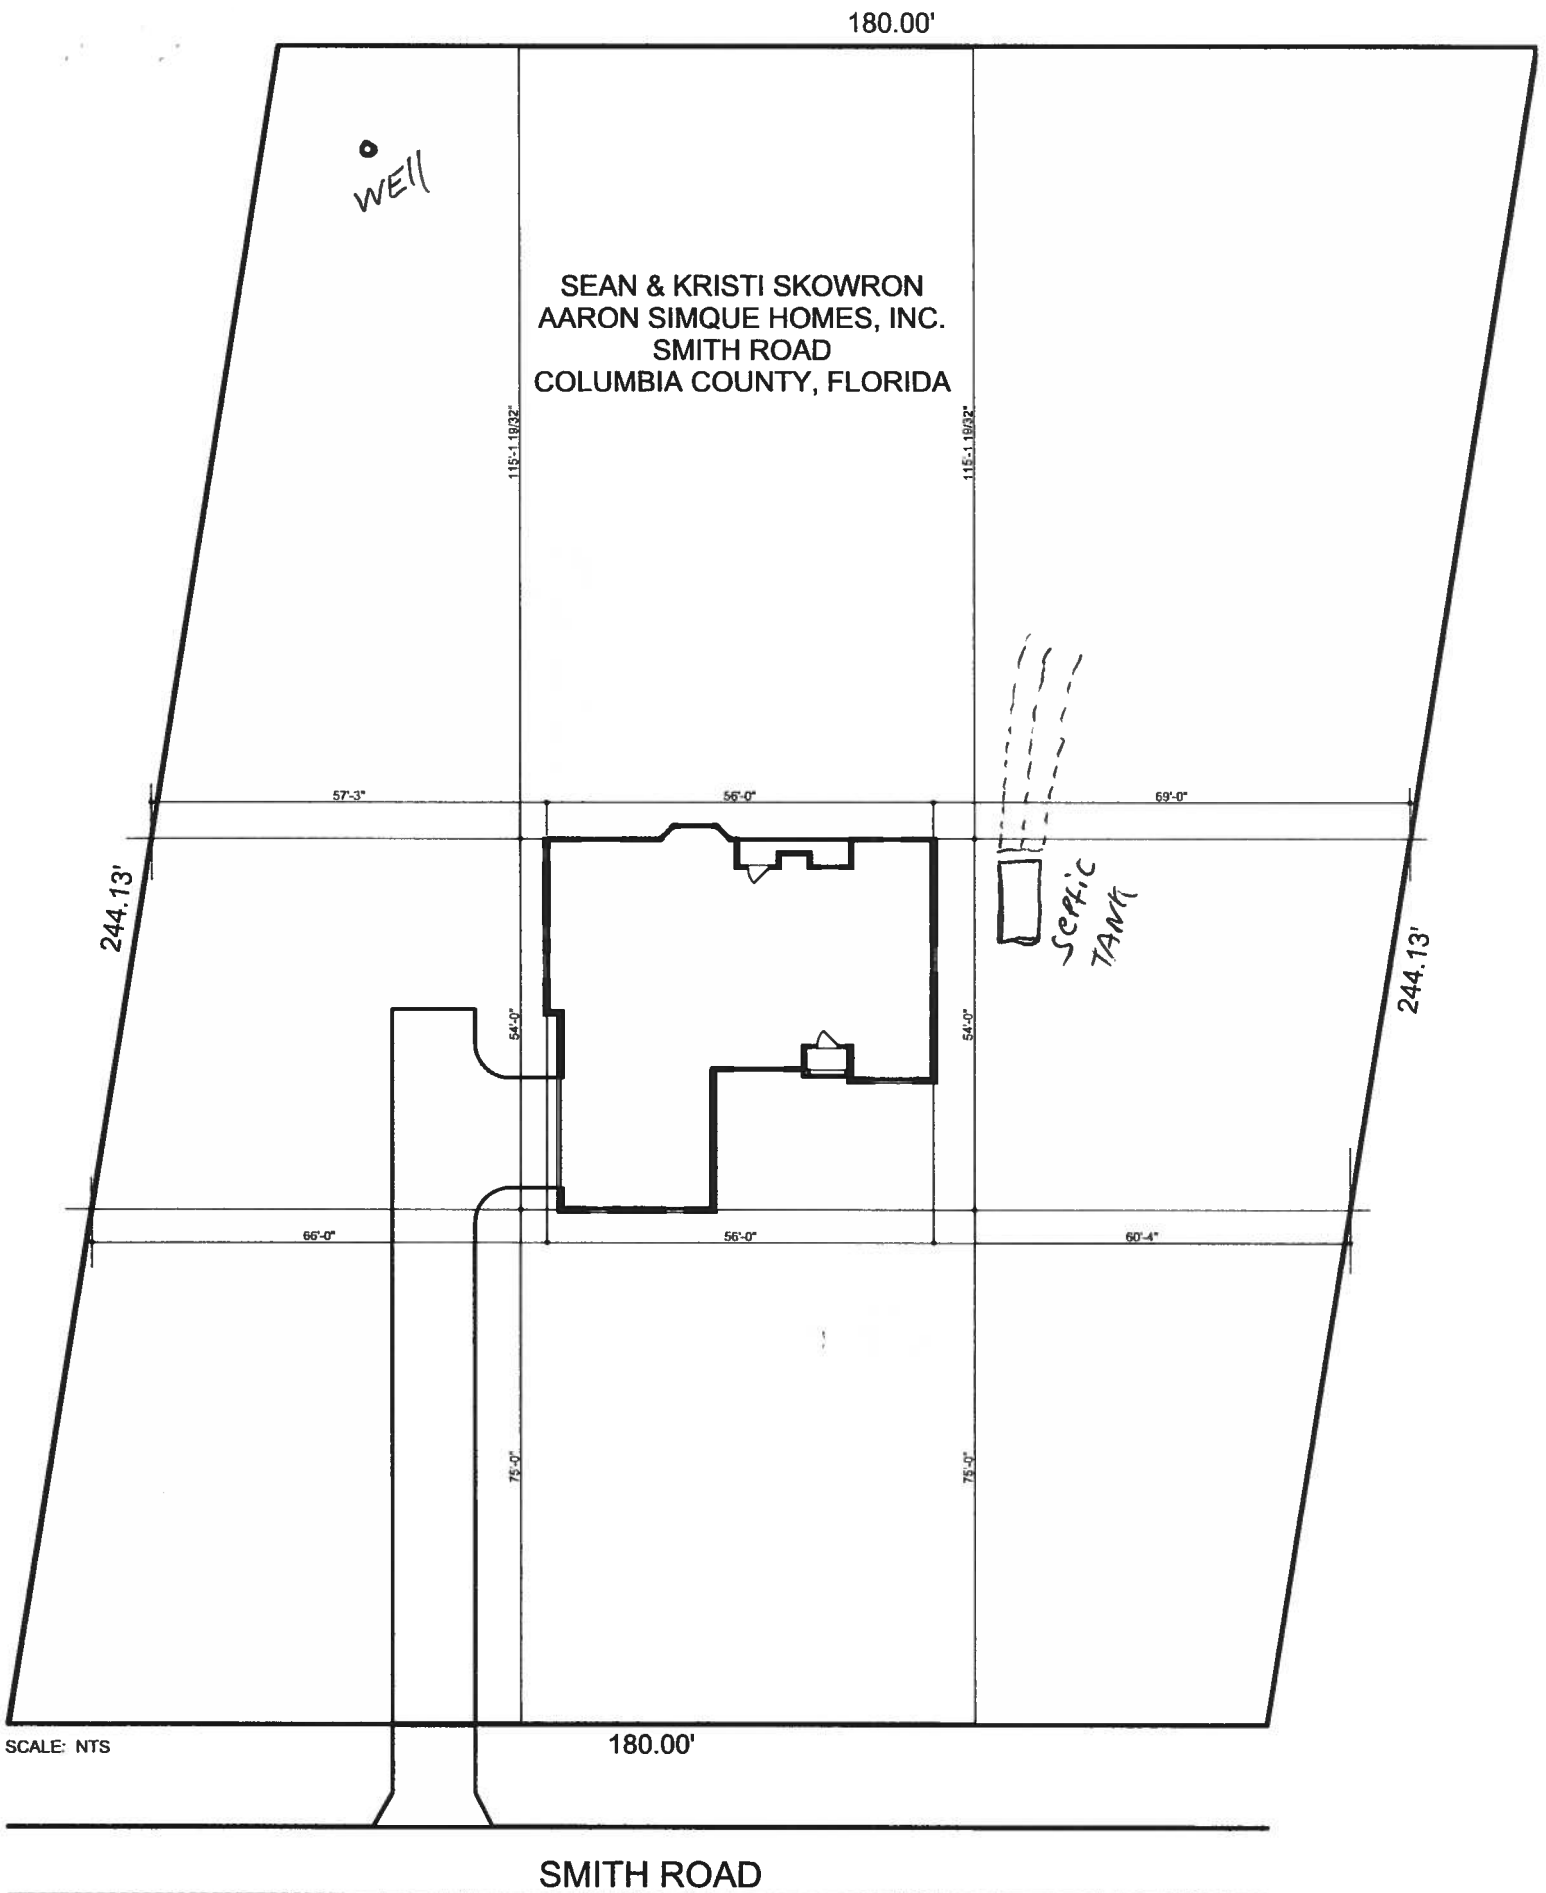 180.00'
WEll
SEAN & KRISTI SKOWRON
AARON SIMQUE HOMES, INC.
SMITH ROAD
COLUMBIA COUNTY, FLORIDA
115'-1 19/32"
115'-1 19/32"
57'-3"
56'-0"
69'-0"
244.13'
SEPtiC
TANK
244.13'
54'-0"
54'-0"
66'-0"
56'-0"
60'-4"
75'-0"
75'-0"
SCALE: NTS
180.00'
SMITH ROAD